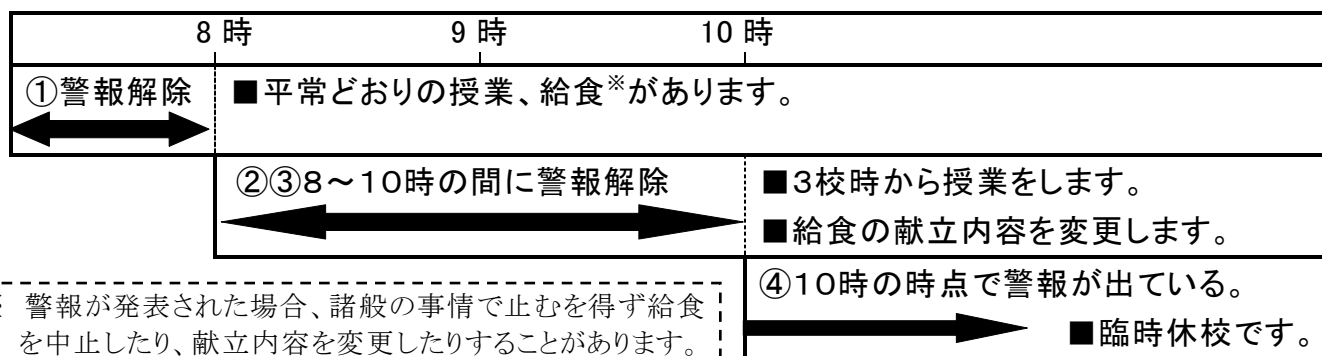 8時 9時 10時
①警報解除 ■平常どおりの授業、給食※があります。
②③8~10時の間に警報解除 ■3校時から授業をします。
■給食の献立内容を変更します。
④10時の時点で警報が出ている。
■臨時休校です。
※ 警報が発表された場合、諸般の事情で止むを得ず給食
を中止したり、献立内容を変更したりすることがあります。